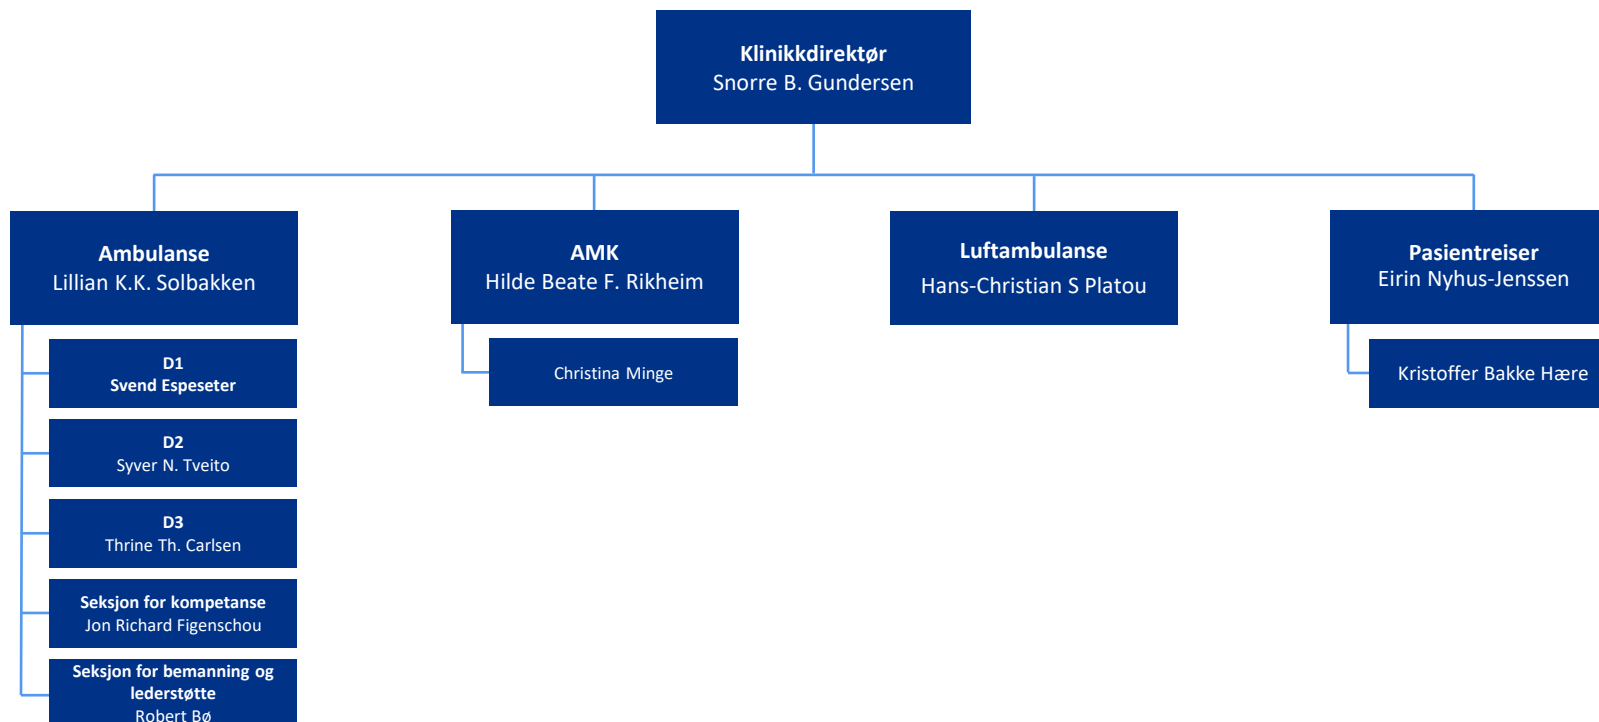 Klinikkdirektør
Snorre B. Gundersen
Ambulanse
Lillian K.K. Solbakken
AMK
Hilde Beate F. Rikheim
Luftambulanse
Hans-Christian S Platou
Pasientreiser
Eirin Nyhus-Jenssen
D1
Svend Espeseter
D2
Syver N. Tveito
D3
Thrine Th. Carlsen
Seksjon for kompetanse
Jon Richard Figenschou
Seksjon for bemanning og
lederstøtte
Robert Bø
Christina Minge
Kristoffer Bakke Hære